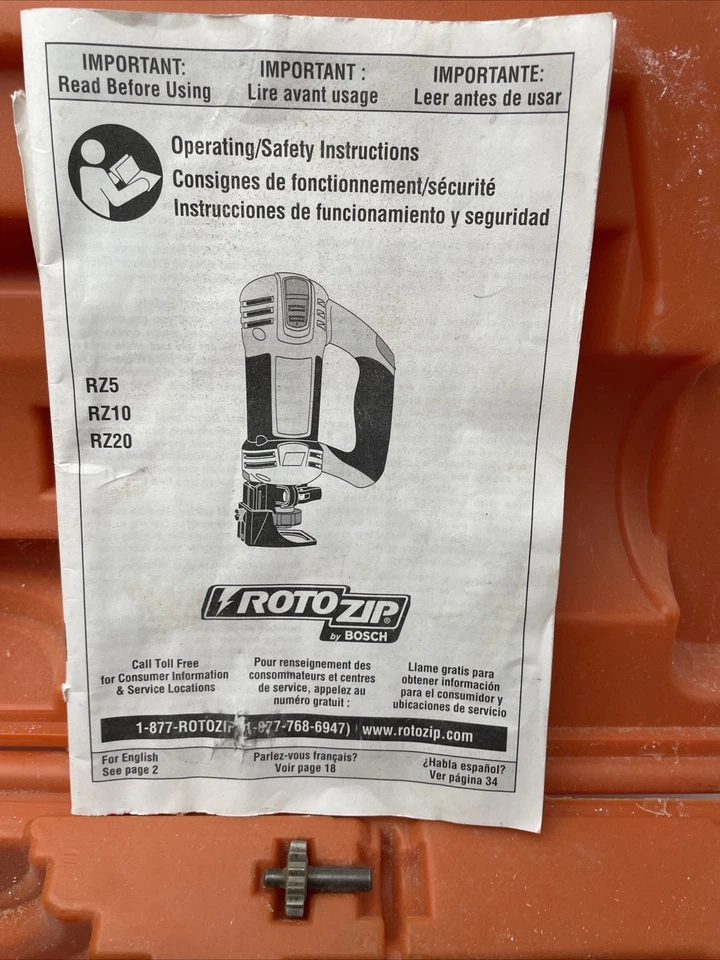 IMPORTANT:
Read Before Using
IMPORTANT :
Lire avant usage
IMPORTANTE:
Leer antes de usar
Operating/Safety Instructions
Consignes de fonctionnement/sécurité
Instrucciones de funcionamiento y seguridad
RZ5
RZ10
RZ20
ROTOZIP®
by BOSCH
Call Toll Free
for Consumer Information
& Service Locations
Pour renseignement des
consommateurs et centres
de service, appelez au
numéro gratuit :
Llame gratis para
obtener información
para el consumidor y
ubicaciones de servicio
1-877-ROTOZI 1-877-768-6947) www.rotozip.com
For English
See page 2
Parlez-vous français?
Voir page 18
¿Habla español?
Ver página 34